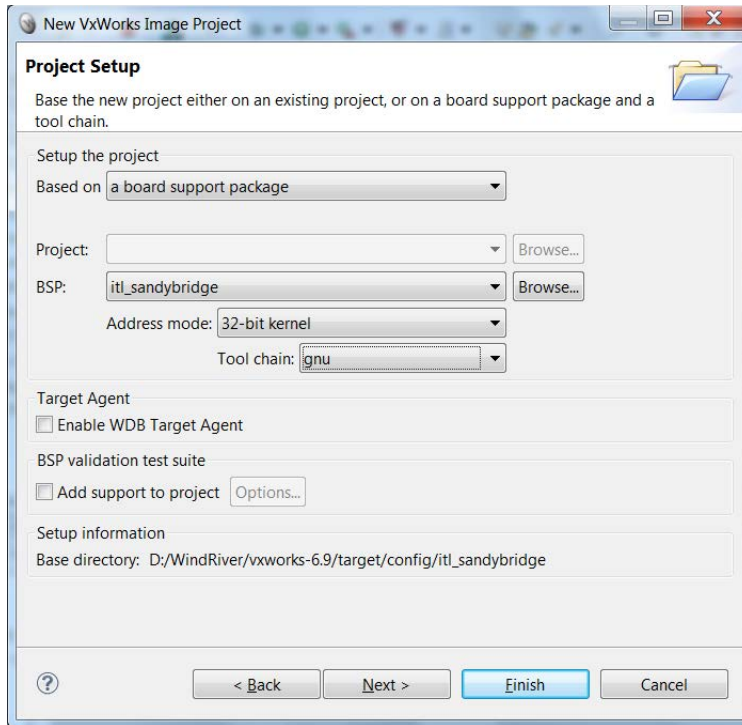 New VxWorks Image Project
Project Setup
Base the new project either on an existing project, or on a board support package and a
tool chain.
Setup the project
Based on a board support package
Project: Browse...
BSP: itl_sandybridge Browse...
Address mode: 32-bit kernel
Tool chain: gnu
Target Agent
Enable WDB Target Agent
BSP validation test suite
Add support to project Options...
Setup information
Base directory: D:/WindRiver/vxworks-6.9/target/config/itl_sandybridge
? < Back Next > Finish Cancel